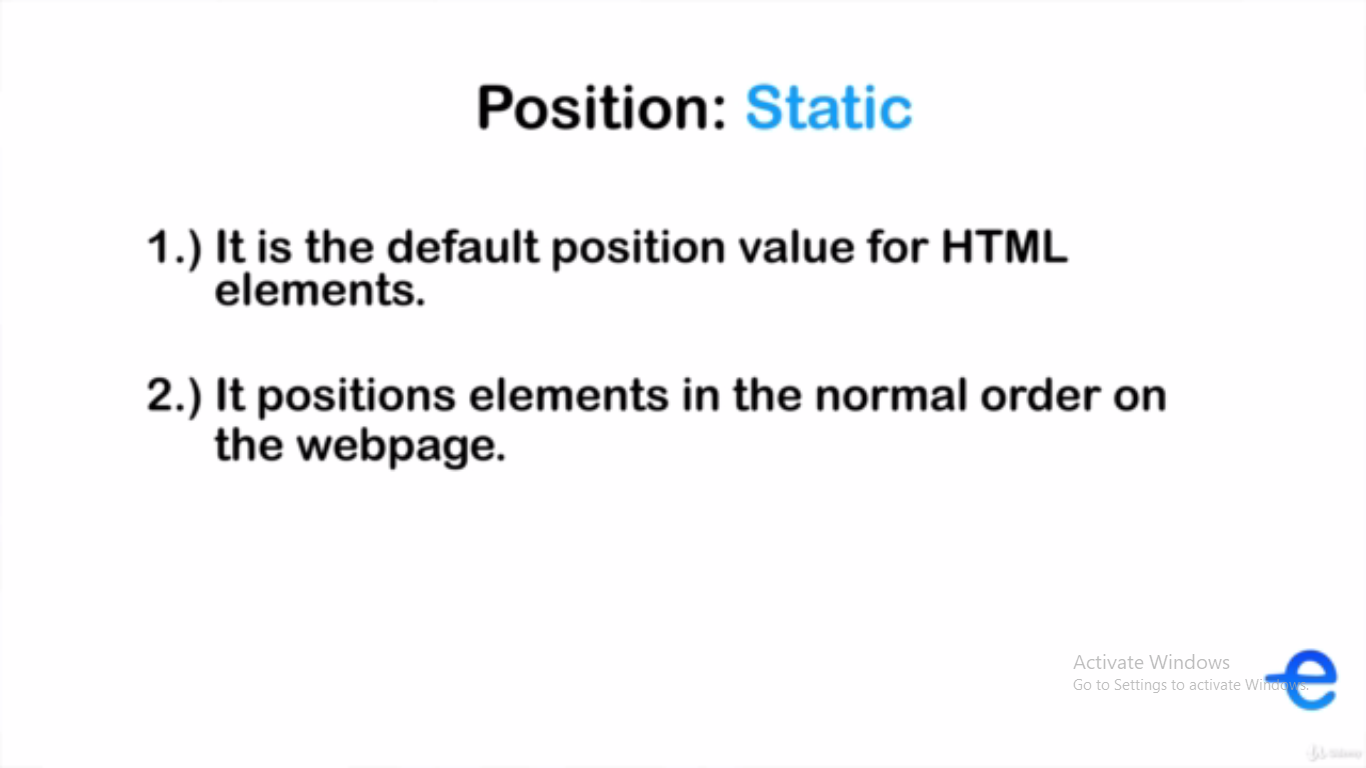 Position: Static
1.) It is the default position value for HTML
elements.
2.) It positions elements in the normal order on
the webpage.
Activate Windows
Go to Settings to activate Windows.
e
Udemy